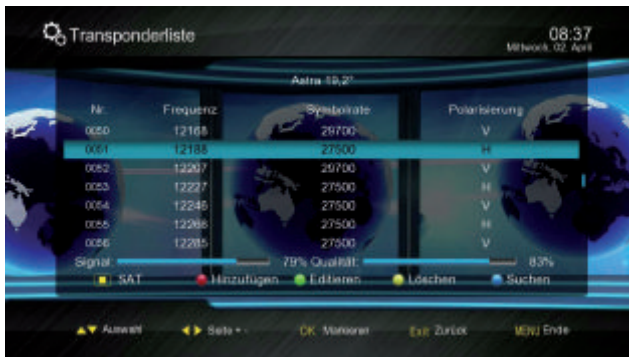 Transponderliste
08:37
Mittwoch, 02. April
Astra 19,2°
Nr. Frequenz Symbolrate Polarisierung
0050 12168 29700 V
0051 12188 27500 H
0052 12207 29700 V
0053 12227 27500 H
0054 12246 27500 V
0055 12266 27500 H
0056 12285 27500 V
Signal: 79% Qualität: 83%
SAT Hinzufügen Editieren Löschen Suchen
Auswahl Seite + - OK Markieren Exit Zurück MENU Ende